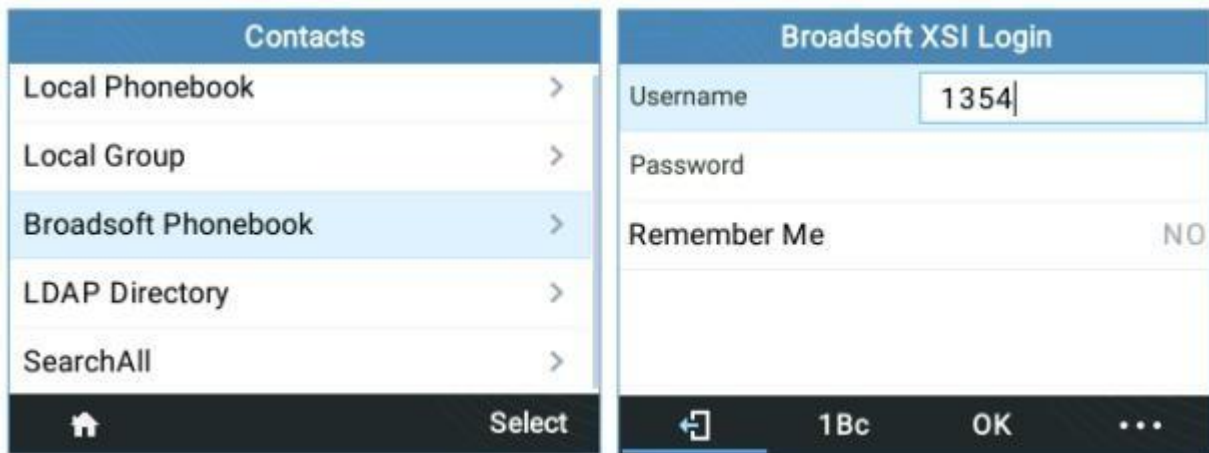 Contacts
Local Phonebook
Local Group
Broadsoft Phonebook
LDAP Directory
SearchAll
Select
Broadsoft XSI Login
Username 1354
Password
Remember Me NO
1Bc OK ...